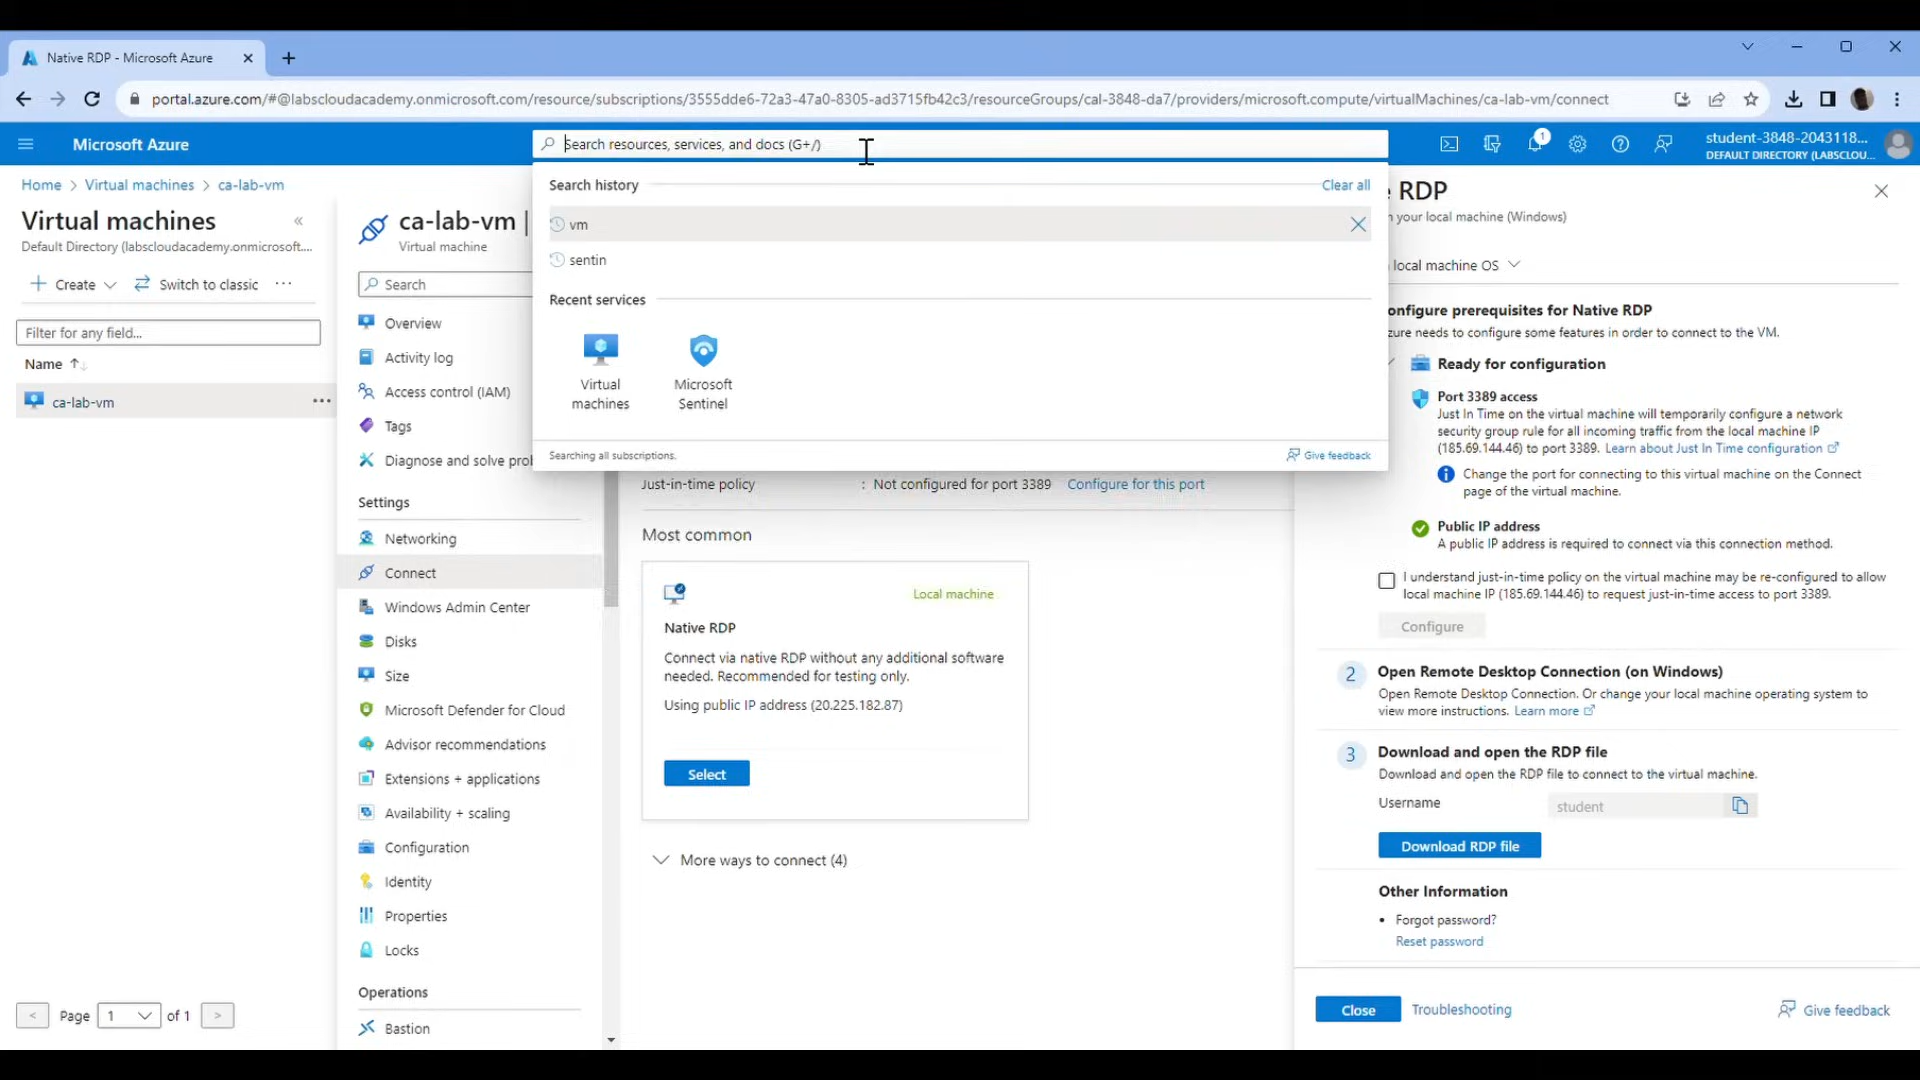 Native RDP - Microsoft Azure
portal.azure.com/#@labscloudacademy.onmicrosoft.com/resource/subscriptions/3555dde6-72a3-47a0-8305-ad3715fb42c3/resourceGroups/cal-3848-da7/providers/microsoft.compute/virtualMachines/ca-lab-vm/connect
Microsoft Azure
Search resources, services, and docs (G+/)
1
student-3848-2043118...
DEFAULT DIRECTORY (LABSCLOU...
Home > Virtual machines > ca-lab-vm
Virtual machines
Default Directory (labscloudacademy.onmicrosoft....
Create
Switch to classic
Filter for any field...
Name
ca-lab-vm
< Page 1 of 1 >
ca-lab-vm |
Virtual machine
Search
Overview
Activity log
Access control (IAM)
Tags
Diagnose and solve prob
Settings
Networking
Connect
Windows Admin Center
Disks
Size
Microsoft Defender for Cloud
Advisor recommendations
Extensions + applications
Availability + scaling
Configuration
Identity
Properties
Locks
Operations
Bastion
Search history
Clear all
vm
sentin
Recent services
Virtual machines
Microsoft Sentinel
Searching all subscriptions.
Give feedback
Just-in-time policy : Not configured for port 3389 Configure for this port
Most common
Local machine
Native RDP
Connect via native RDP without any additional software
needed. Recommended for testing only.
Using public IP address (20.225.182.87)
Select
More ways to connect (4)
RDP
your local machine (Windows)
local machine OS
onfigure prerequisites for Native RDP
zure needs to configure some features in order to connect to the VM.
Ready for configuration
Port 3389 access
Just In Time on the virtual machine will temporarily configure a network
security group rule for all incoming traffic from the local machine IP
(185.69.144.46) to port 3389. Learn about Just In Time configuration
Change the port for connecting to this virtual machine on the Connect
page of the virtual machine.
Public IP address
A public IP address is required to connect via this connection method.
I understand just-in-time policy on the virtual machine may be re-configured to allow
local machine IP (185.69.144.46) to request just-in-time access to port 3389.
Configure
2 Open Remote Desktop Connection (on Windows)
Open Remote Desktop Connection. Or change your local machine operating system to
view more instructions. Learn more
3 Download and open the RDP file
Download and open the RDP file to connect to the virtual machine.
Username student
Download RDP file
Other Information
• Forgot password?
Reset password
Close
Troubleshooting
Give feedback